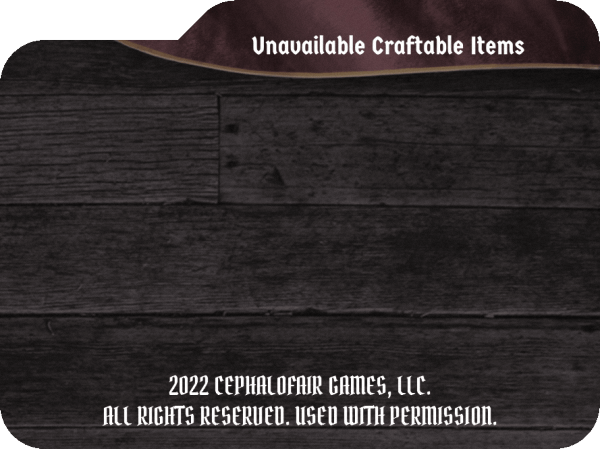 Unavailable Craftable Items
2022 CEPHALOFAIR GAMES, LLC.
ALL RIGHTS RESERVED. USED WITH PERMISSION.